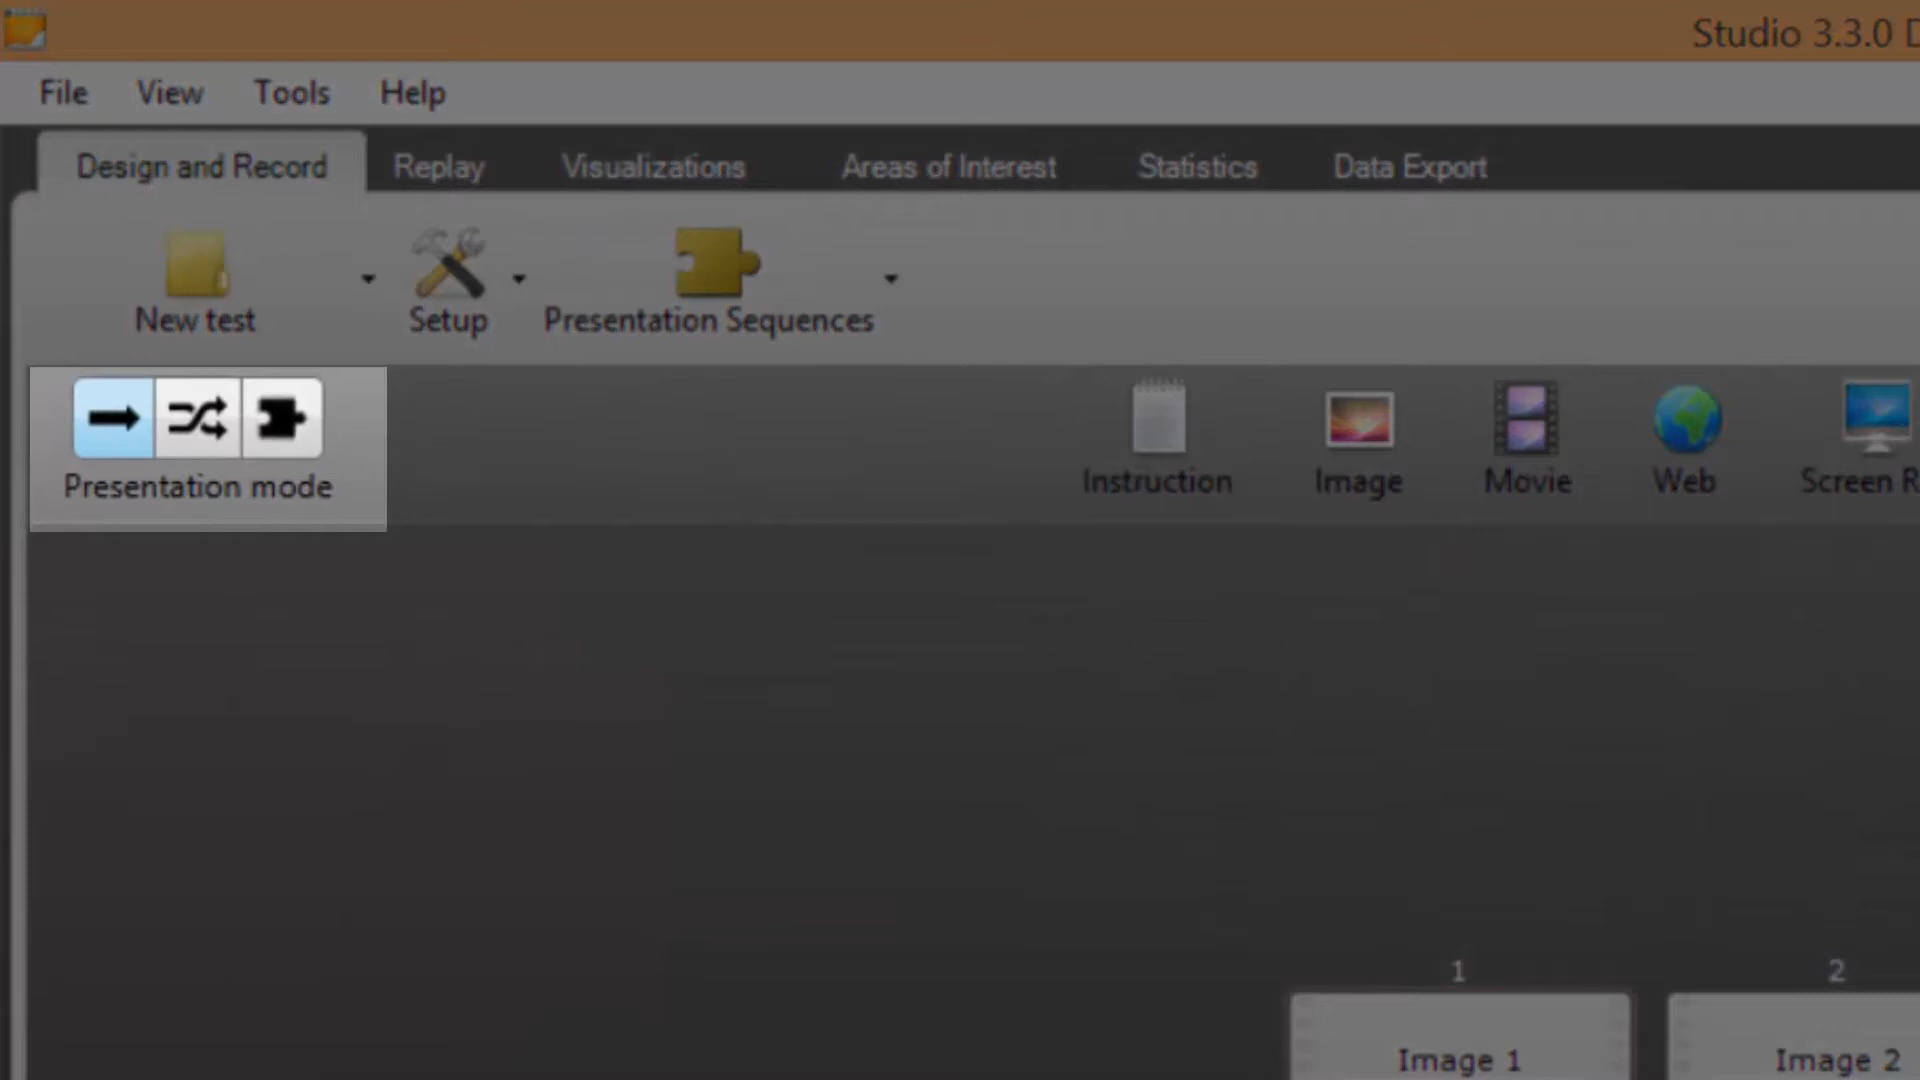 Studio 3.3.0
File View Tools Help
Design and Record Replay Visualizations Areas of Interest Statistics Data Export
New test Setup Presentation Sequences
Presentation mode Instruction Image Movie Web Screen R
1 2
Image 1 Image 2